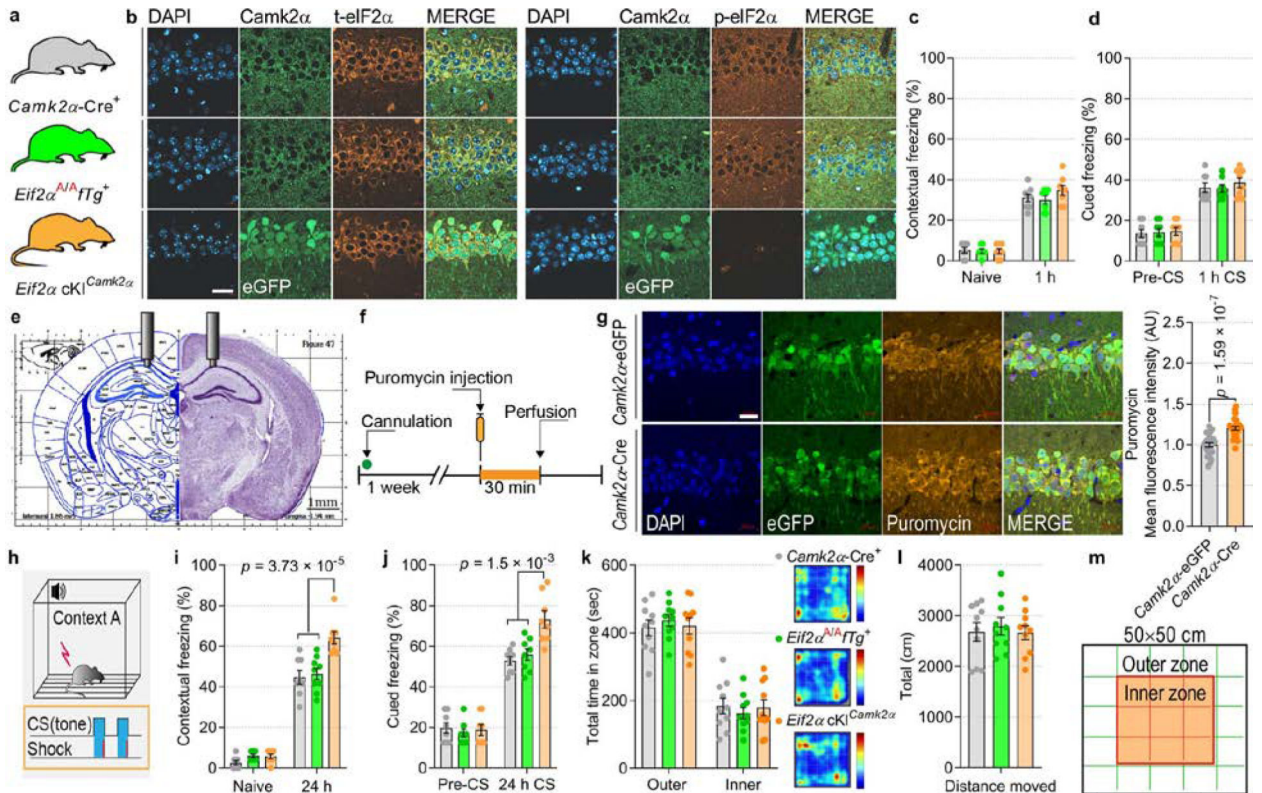 a
Camk2α-Cre⁺
Eif2αᴬ/ᴬfTg⁺
Eif2α cKIᶜᵃᵐᵏ²ᵅ
b
DAPI Camk2α t-eIF2α MERGE DAPI Camk2α p-eIF2α MERGE
eGFP eGFP
c
Contextual freezing (%)
100
80
60
40
20
0
Naive 1 h
d
Cued freezing (%)
100
80
60
40
20
0
Pre-CS 1 h CS
e
Figure 47
1mm
f
Puromycin injection
Perfusion
Cannulation
1 week 30 min
g
Camk2α-eGFP
Camk2α-Cre
DAPI eGFP Puromycin MERGE
Puromycin
Mean fluorescence intensity (AU)
2.5
2.0
1.5
1.0
0.5
0.0
p = 1.59 × 10⁻⁷
Camk2α-eGFP
Camk2α-Cre
h
Context A
CS(tone)
Shock
i
p = 3.73 × 10⁻⁵
Contextual freezing (%)
100
80
60
40
20
0
Naive 24 h
j
p = 1.5 × 10⁻³
Cued freezing (%)
100
80
60
40
20
0
Pre-CS 24 h CS
k
Total time in zone (sec)
600
400
200
0
Outer Inner
Camk2α-Cre⁺
Eif2αᴬ/ᴬfTg⁺
Eif2α cKIᶜᵃᵐᵏ²ᵅ
l
Total (cm)
4000
3000
2000
1000
0
Distance moved
m
50×50 cm
Outer zone
Inner zone